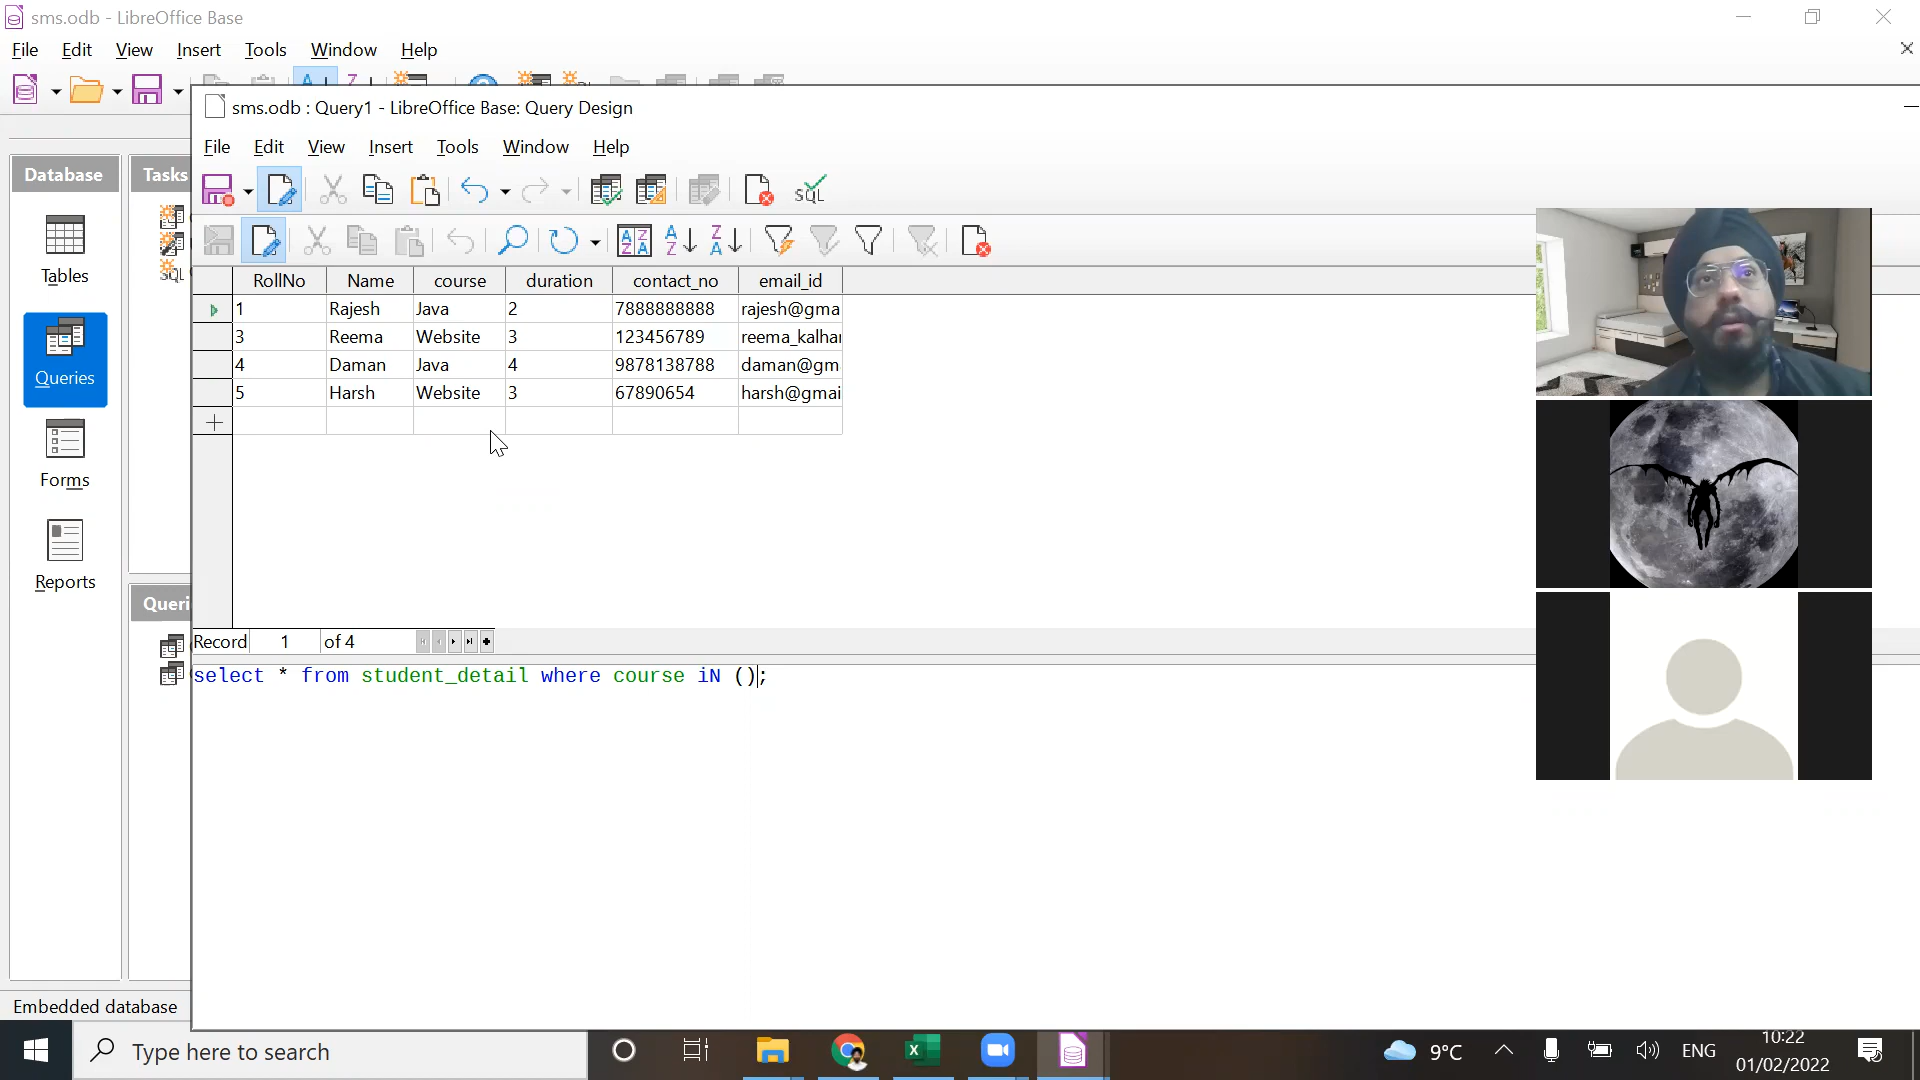 sms.odb - LibreOffice Base
File Edit View Insert Tools Window Help
sms.odb : Query1 - LibreOffice Base: Query Design
File Edit View Insert Tools Window Help
Database
Tasks
Tables
Queries
Forms
Reports
SQL
SQL
RollNo Name course duration contact_no email_id
1 Rajesh Java 2 7888888888 rajesh@gma
3 Reema Website 3 123456789 reema_kalhar
4 Daman Java 4 9878138788 daman@gm
5 Harsh Website 3 67890654 harsh@gmai
Queri
Record 1 of 4
select * from student_detail where course iN ();
Embedded database
Type here to search
9°C
ENG
10:22
01/02/2022